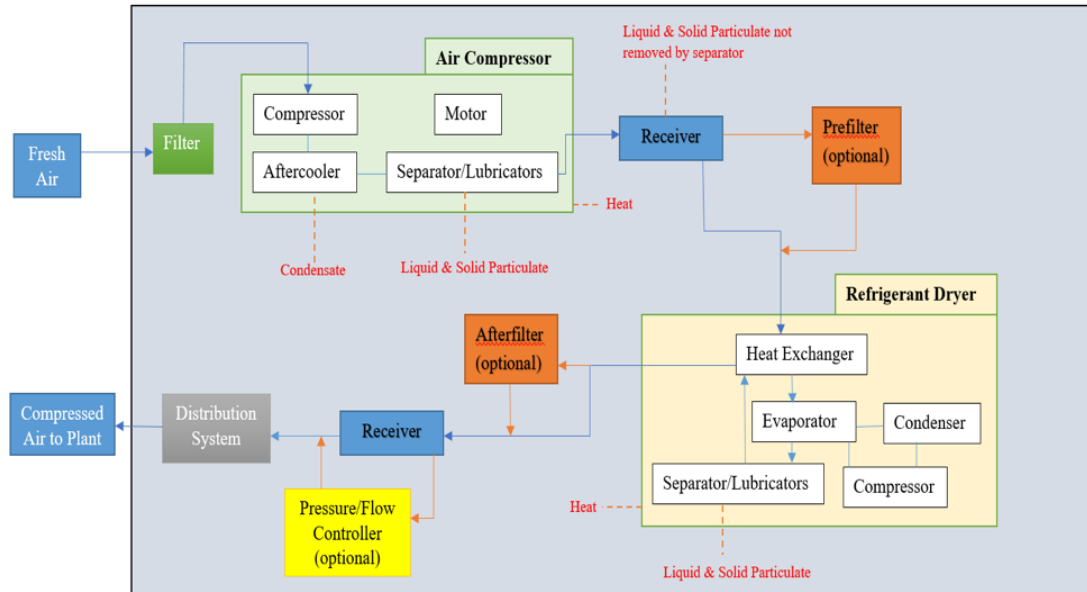 Liquid & Solid Particulate not
removed by separator
Air Compressor
Compressor
Motor
Filter
Fresh
Air
Aftercooler
Separator/Lubricators
Receiver
Prefilter
(optional)
Heat
Condensate
Liquid & Solid Particulate
Refrigerant Dryer
Afterfilter
(optional)
Heat Exchanger
Compressed
Air to Plant
Distribution
System
Receiver
Evaporator
Condenser
Separator/Lubricators
Compressor
Heat
Pressure/Flow
Controller
(optional)
Liquid & Solid Particulate